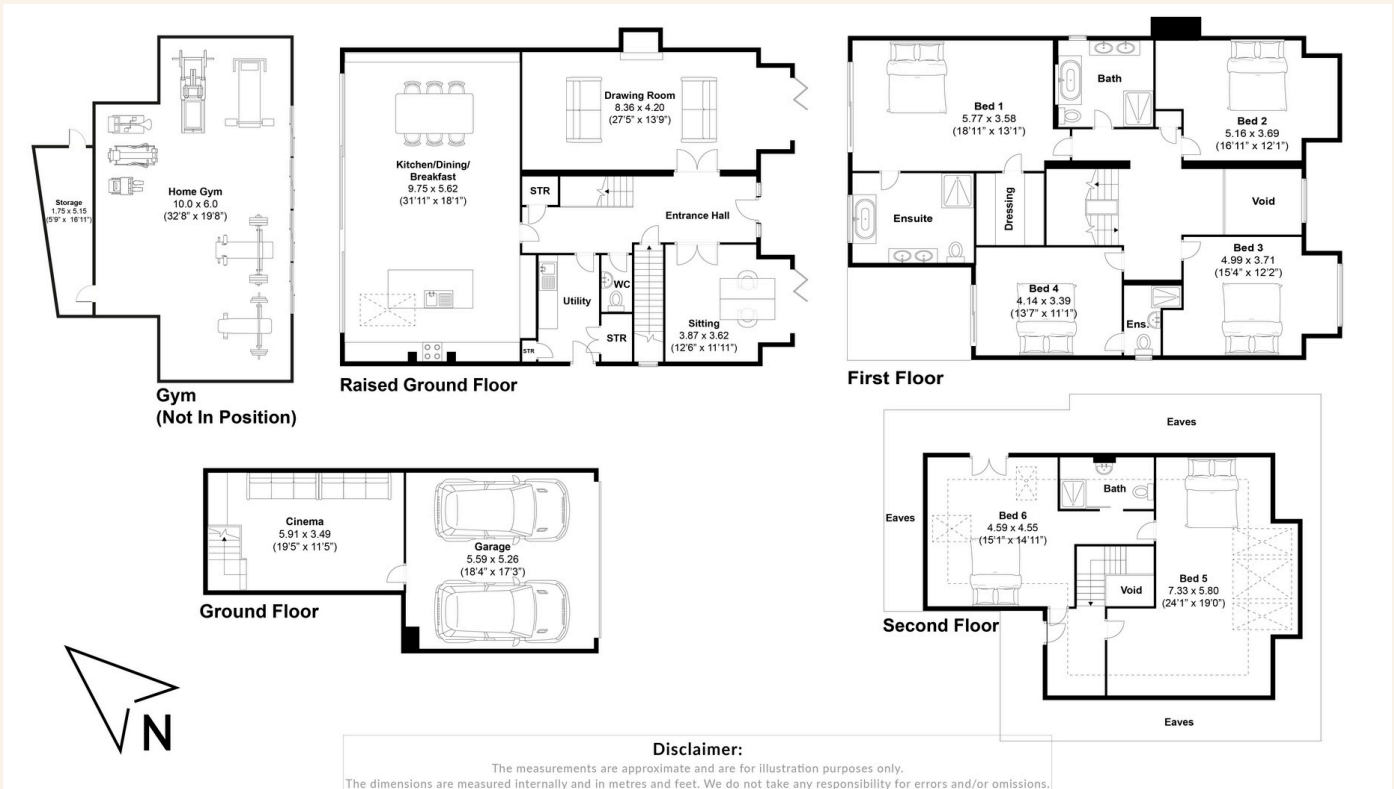 Home Gym
10.0 x 6.0
(32'8" x 19'8")
Storage
1.75 x 5.15
(5'9" x 16'11")
Gym
(Not In Position)
Kitchen/Dining/
Breakfast
9.75 x 5.62
(31'11" x 18'1")
Drawing Room
8.36 x 4.20
(27'5" x 13'9")
STR
Entrance Hall
Utility
WC
STR
STR
Sitting
3.87 x 3.62
(12'6" x 11'11")
Raised Ground Floor
Bed 1
5.77 x 3.58
(18'11" x 13'1")
Bath
Bed 2
5.16 x 3.69
(16'11" x 12'1")
Ensuite
Dressing
Void
Bed 3
4.99 x 3.71
(15'4" x 12'2")
Bed 4
4.14 x 3.39
(13'7" x 11'1")
Ens.
First Floor
Cinema
5.91 x 3.49
(19'5" x 11'5")
Garage
5.59 x 5.26
(18'4" x 17'3")
Ground Floor
Eaves
Eaves
Bed 6
4.59 x 4.55
(15'1" x 14'11")
Bath
Void
Bed 5
7.33 x 5.80
(24'1" x 19'0")
Second Floor
Eaves
N
Disclaimer:
The measurements are approximate and are for illustration purposes only.
The dimensions are measured internally and in metres and feet. We do not take any responsibility for errors and/or omissions.